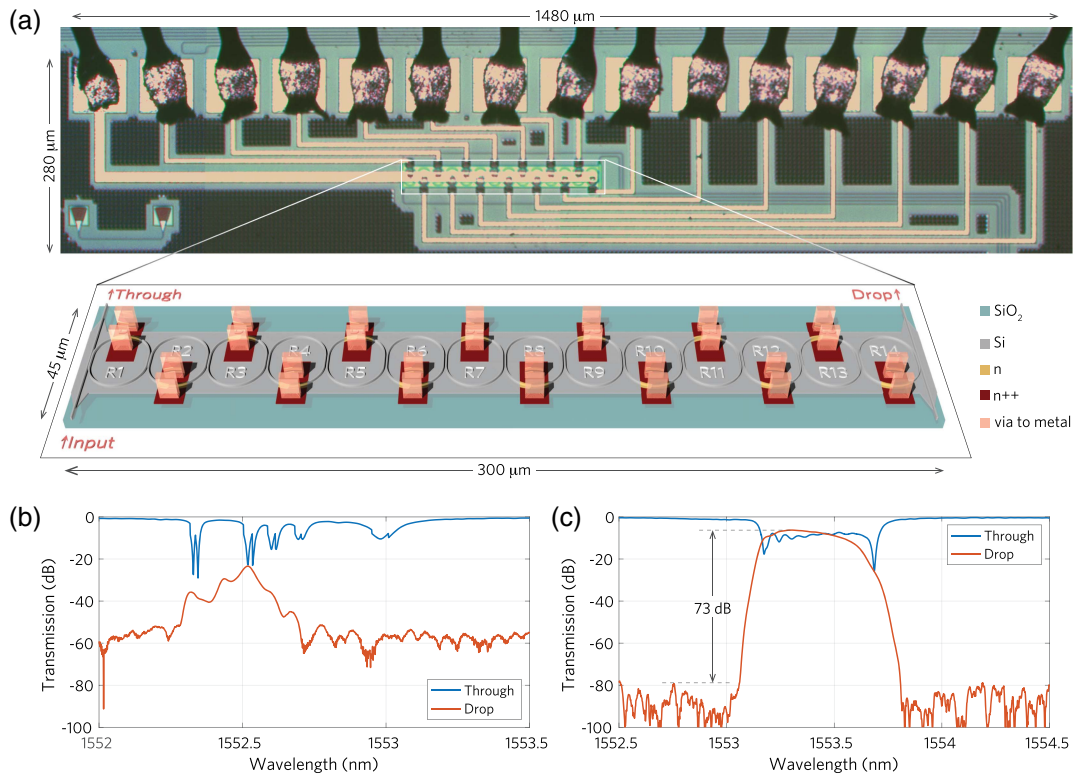 (a)
1480 μm
280 μm
↑Through
Drop↑
45 μm
R1
R2
R3
R4
R5
R6
R7
R8
R9
R10
R11
R12
R13
R14
↑Input
300 μm
SiO₂
Si
n
n++
via to metal
(b)
Transmission (dB)
0
-20
-40
-60
-80
-100
Through
Drop
1552
1552.5
1553
1553.5
Wavelength (nm)
(c)
Transmission (dB)
0
-20
-40
-60
-80
-100
73 dB
Through
Drop
1552.5
1553
1553.5
1554
1554.5
Wavelength (nm)